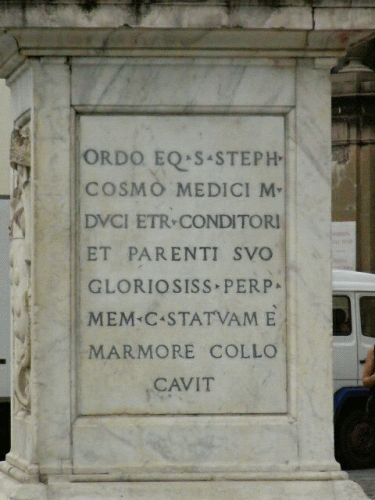 ORDO EQ·S·STEPH·
COSMO MEDICI M·
DVCI ETR·CONDITORI
ET PARENTI SVO
GLORIOSISS·PERP·
MEM·C·STATVAM È
MARMORE COLLO
CAVIT